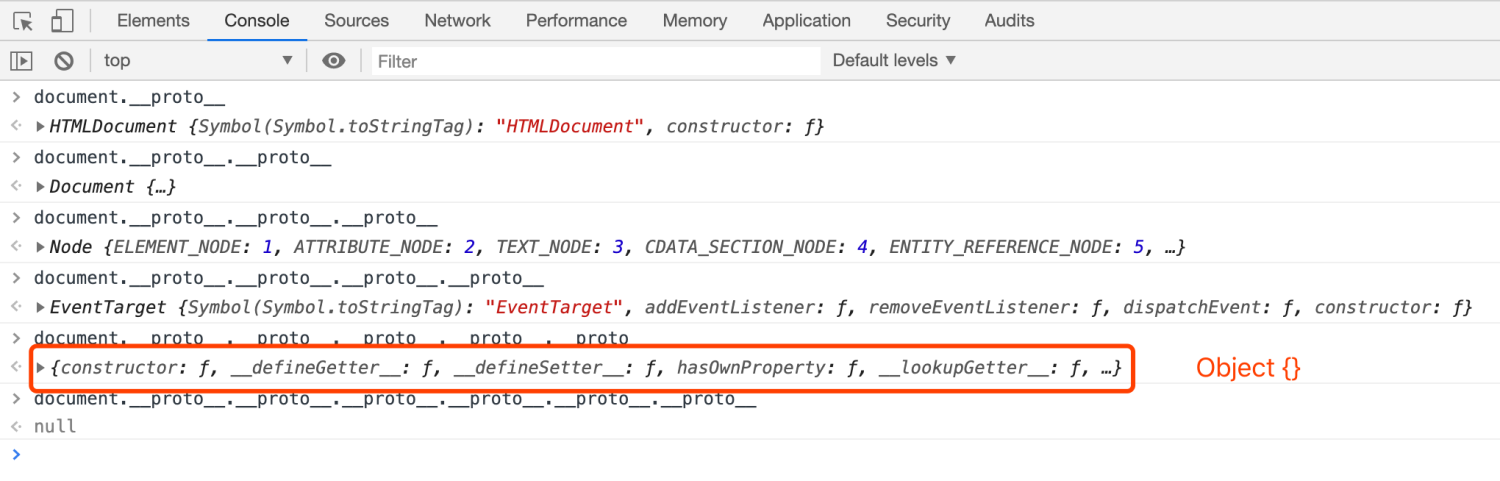 Elements Console Sources Network Performance Memory Application Security Audits
top ▼ Filter Default levels ▼
> document.__proto__
<· ▶HTMLDocument {Symbol(Symbol.toStringTag): "HTMLDocument", constructor: ƒ}
> document.__proto__.__proto__
<· ▶Document {…}
> document.__proto__.__proto__.__proto__
<· ▶Node {ELEMENT_NODE: 1, ATTRIBUTE_NODE: 2, TEXT_NODE: 3, CDATA_SECTION_NODE: 4, ENTITY_REFERENCE_NODE: 5, …}
> document.__proto__.__proto__.__proto__.__proto__
<· ▶EventTarget {Symbol(Symbol.toStringTag): "EventTarget", addEventListener: ƒ, removeEventListener: ƒ, dispatchEvent: ƒ, constructor: ƒ}
> document.__proto__.__proto__.__proto__.__proto__.__proto__
<· ▶{constructor: ƒ, __defineGetter__: ƒ, __defineSetter__: ƒ, hasOwnProperty: ƒ, __lookupGetter__: ƒ, …} Object {}
> document.__proto__.__proto__.__proto__.__proto__.__proto__.__proto__
<· null
>